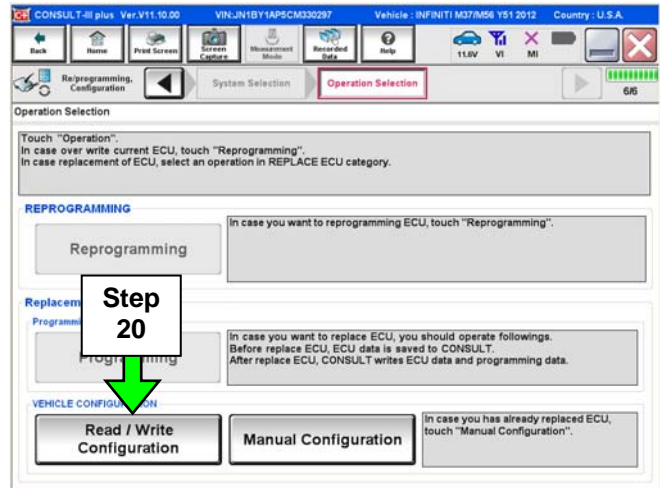 CONSULT-III plus Ver.V11.10.00 VIN:JN1BY1AP5CM330297 Vehicle : INFINITI M37/M56 Y51 2012 Country : U.S.A.
Back Home Print Screen Screen Capture Measurement Mode Recorded Data Help 11.6V VI MI
Re/programming, Configuration System Selection Operation Selection 6/6
Operation Selection
Touch "Operation".
In case over write current ECU, touch "Reprogramming".
In case replacement of ECU, select an operation in REPLACE ECU category.
REPROGRAMMING
Reprogramming
In case you want to reprogramming ECU, touch "Reprogramming".
Step
20
In case you want to replace ECU, you should operate followings.
Before replace ECU, ECU data is saved to CONSULT.
After replace ECU, CONSULT writes ECU data and programming data.
Read / Write
Configuration
Manual Configuration
In case you has already replaced ECU,
touch "Manual Configuration".